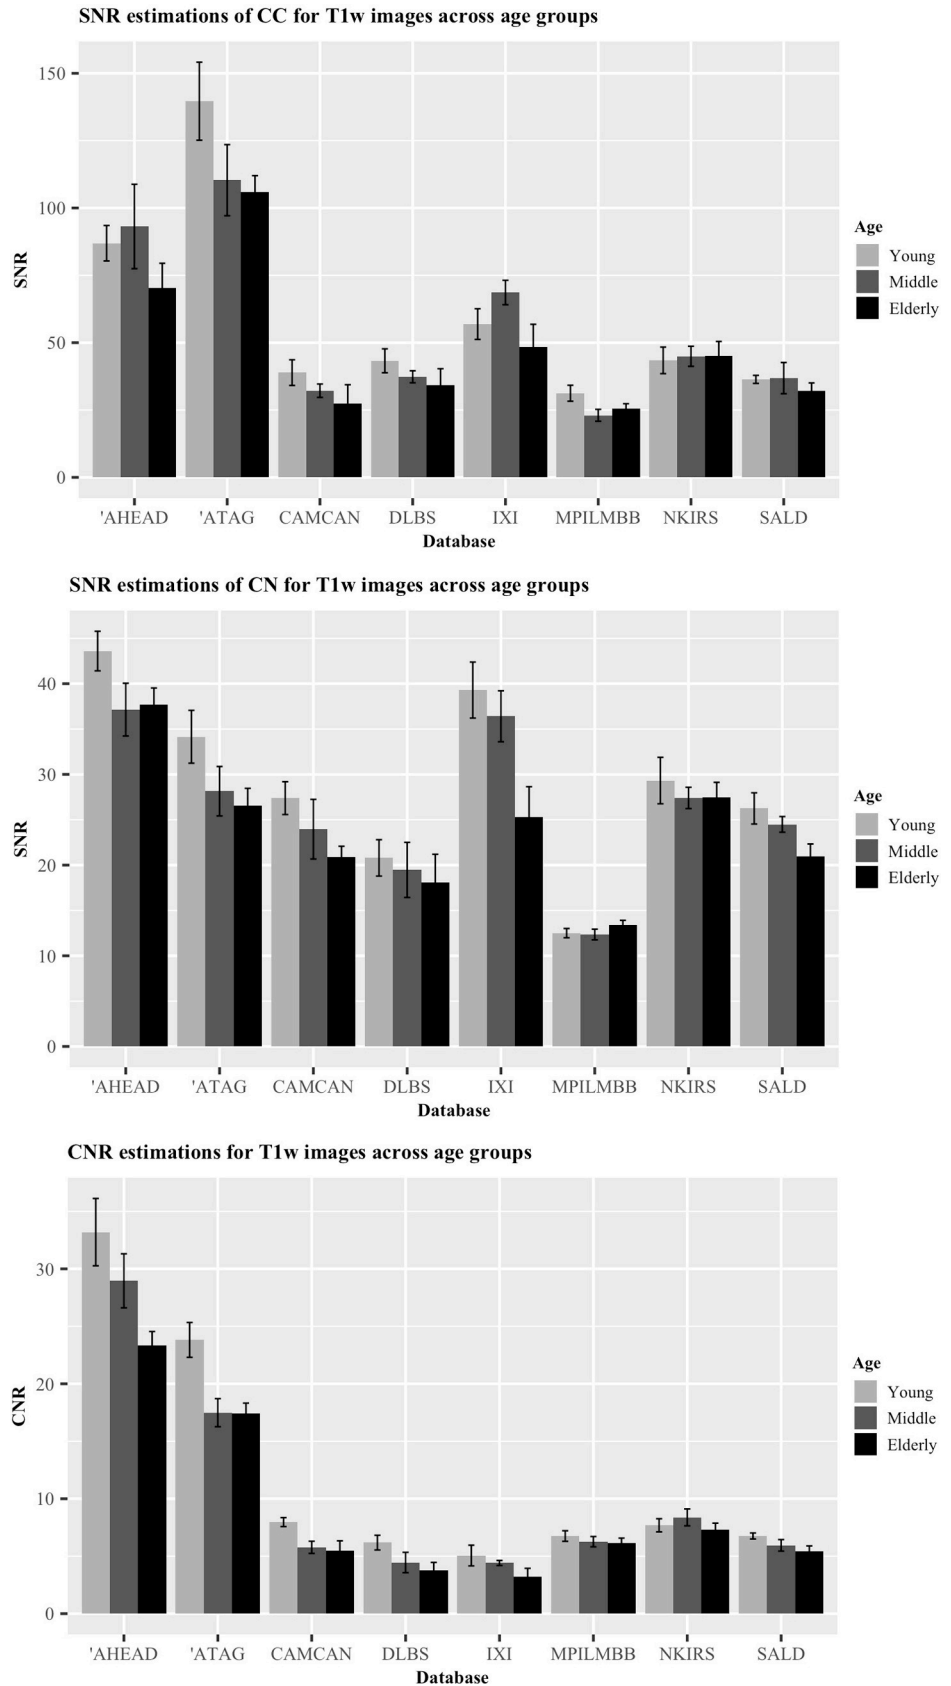 SNR estimations of CC for T1w images across age groups
150
100
50
0
SNR
'AHEAD 'ATAG CAMCAN DLBS IXI MPILMBB NKIRS SALD
Database
Age
Young
Middle
Elderly
SNR estimations of CN for T1w images across age groups
40
30
20
10
0
SNR
'AHEAD 'ATAG CAMCAN DLBS IXI MPILMBB NKIRS SALD
Database
Age
Young
Middle
Elderly
CNR estimations for T1w images across age groups
30
20
10
0
CNR
'AHEAD 'ATAG CAMCAN DLBS IXI MPILMBB NKIRS SALD
Database
Age
Young
Middle
Elderly